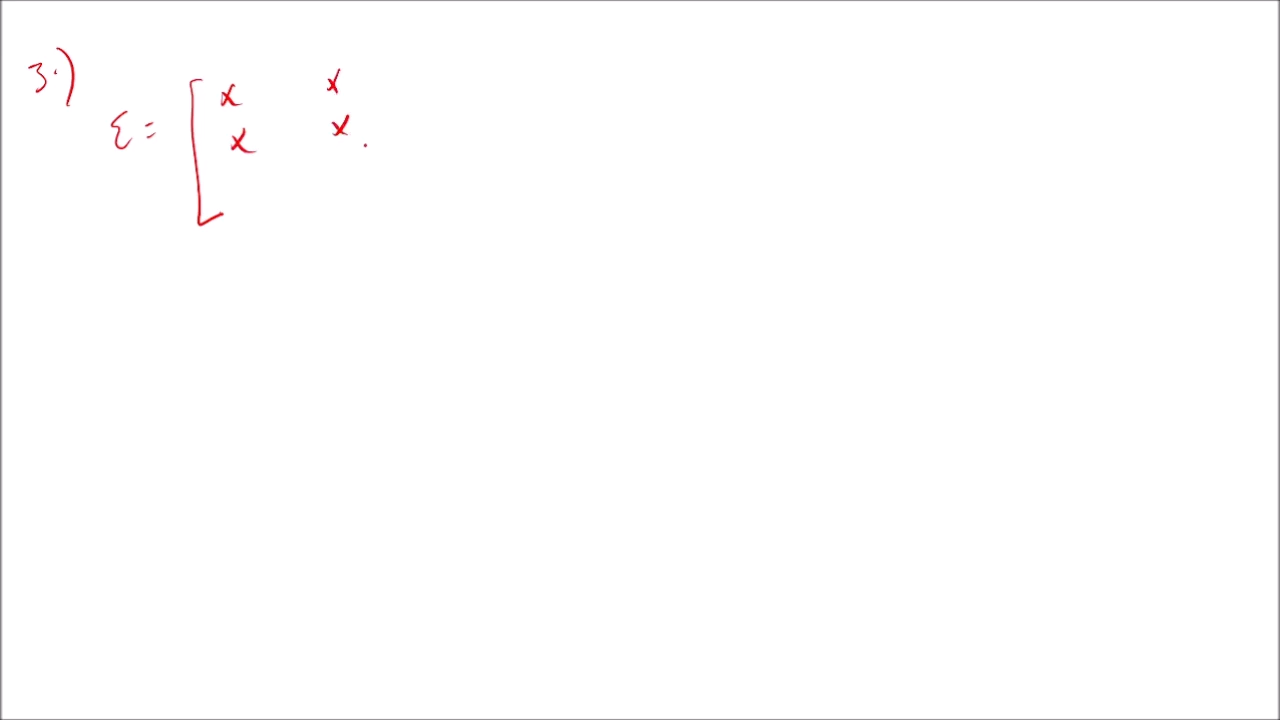 3.)
ε = [ x x
x x .